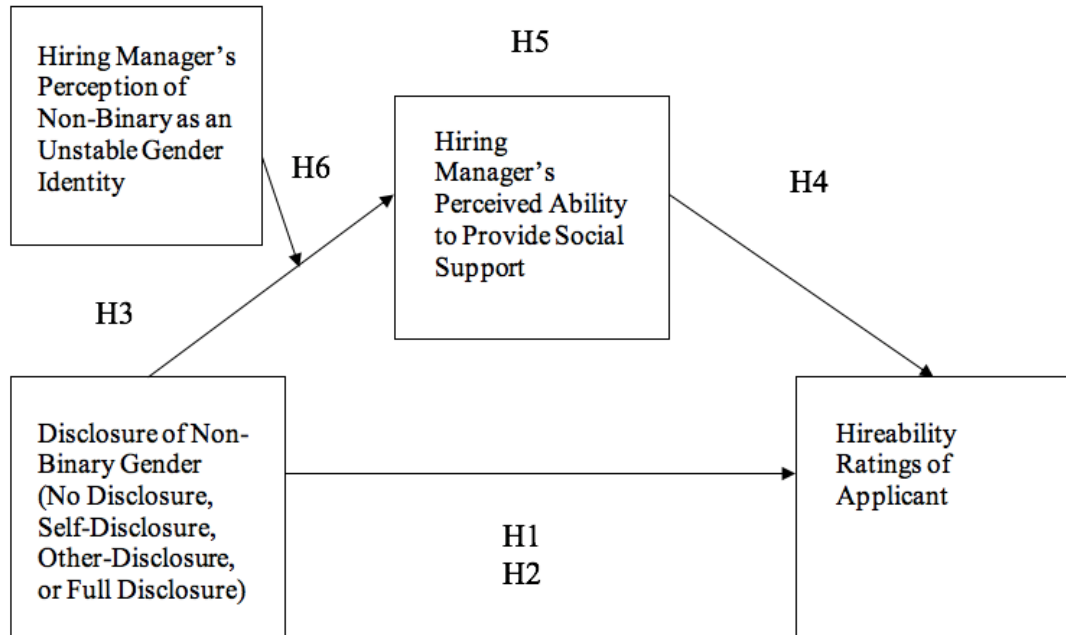 Hiring Manager’s
Perception of
Non-Binary as an
Unstable Gender
Identity
H5
Hiring
Manager’s
Perceived Ability
to Provide Social
Support
H6
H4
H3
Disclosure of Non-
Binary Gender
(No Disclosure,
Self-Disclosure,
Other-Disclosure,
or Full Disclosure)
Hireability
Ratings of
Applicant
H1
H2